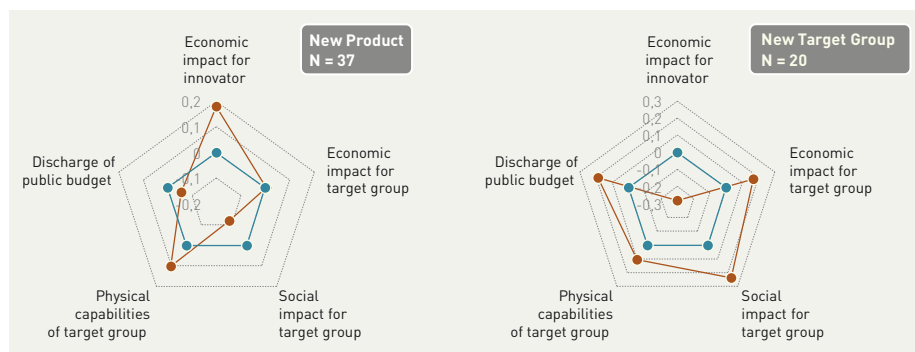 Economic
impact for
innovator
New Product
N = 37
0,2
0,1
0
0,1
0,2
Discharge of
public budget
Economic
impact for
target group
Physical
capabilities
of target group
Social
impact for
target group
Economic
impact for
innovator
New Target Group
N = 20
0,3
0,2
0,1
0
-0,1
-0,2
-0,3
Discharge of
public budget
Economic
impact for
target group
Physical
capabilities
of target group
Social
impact for
target group